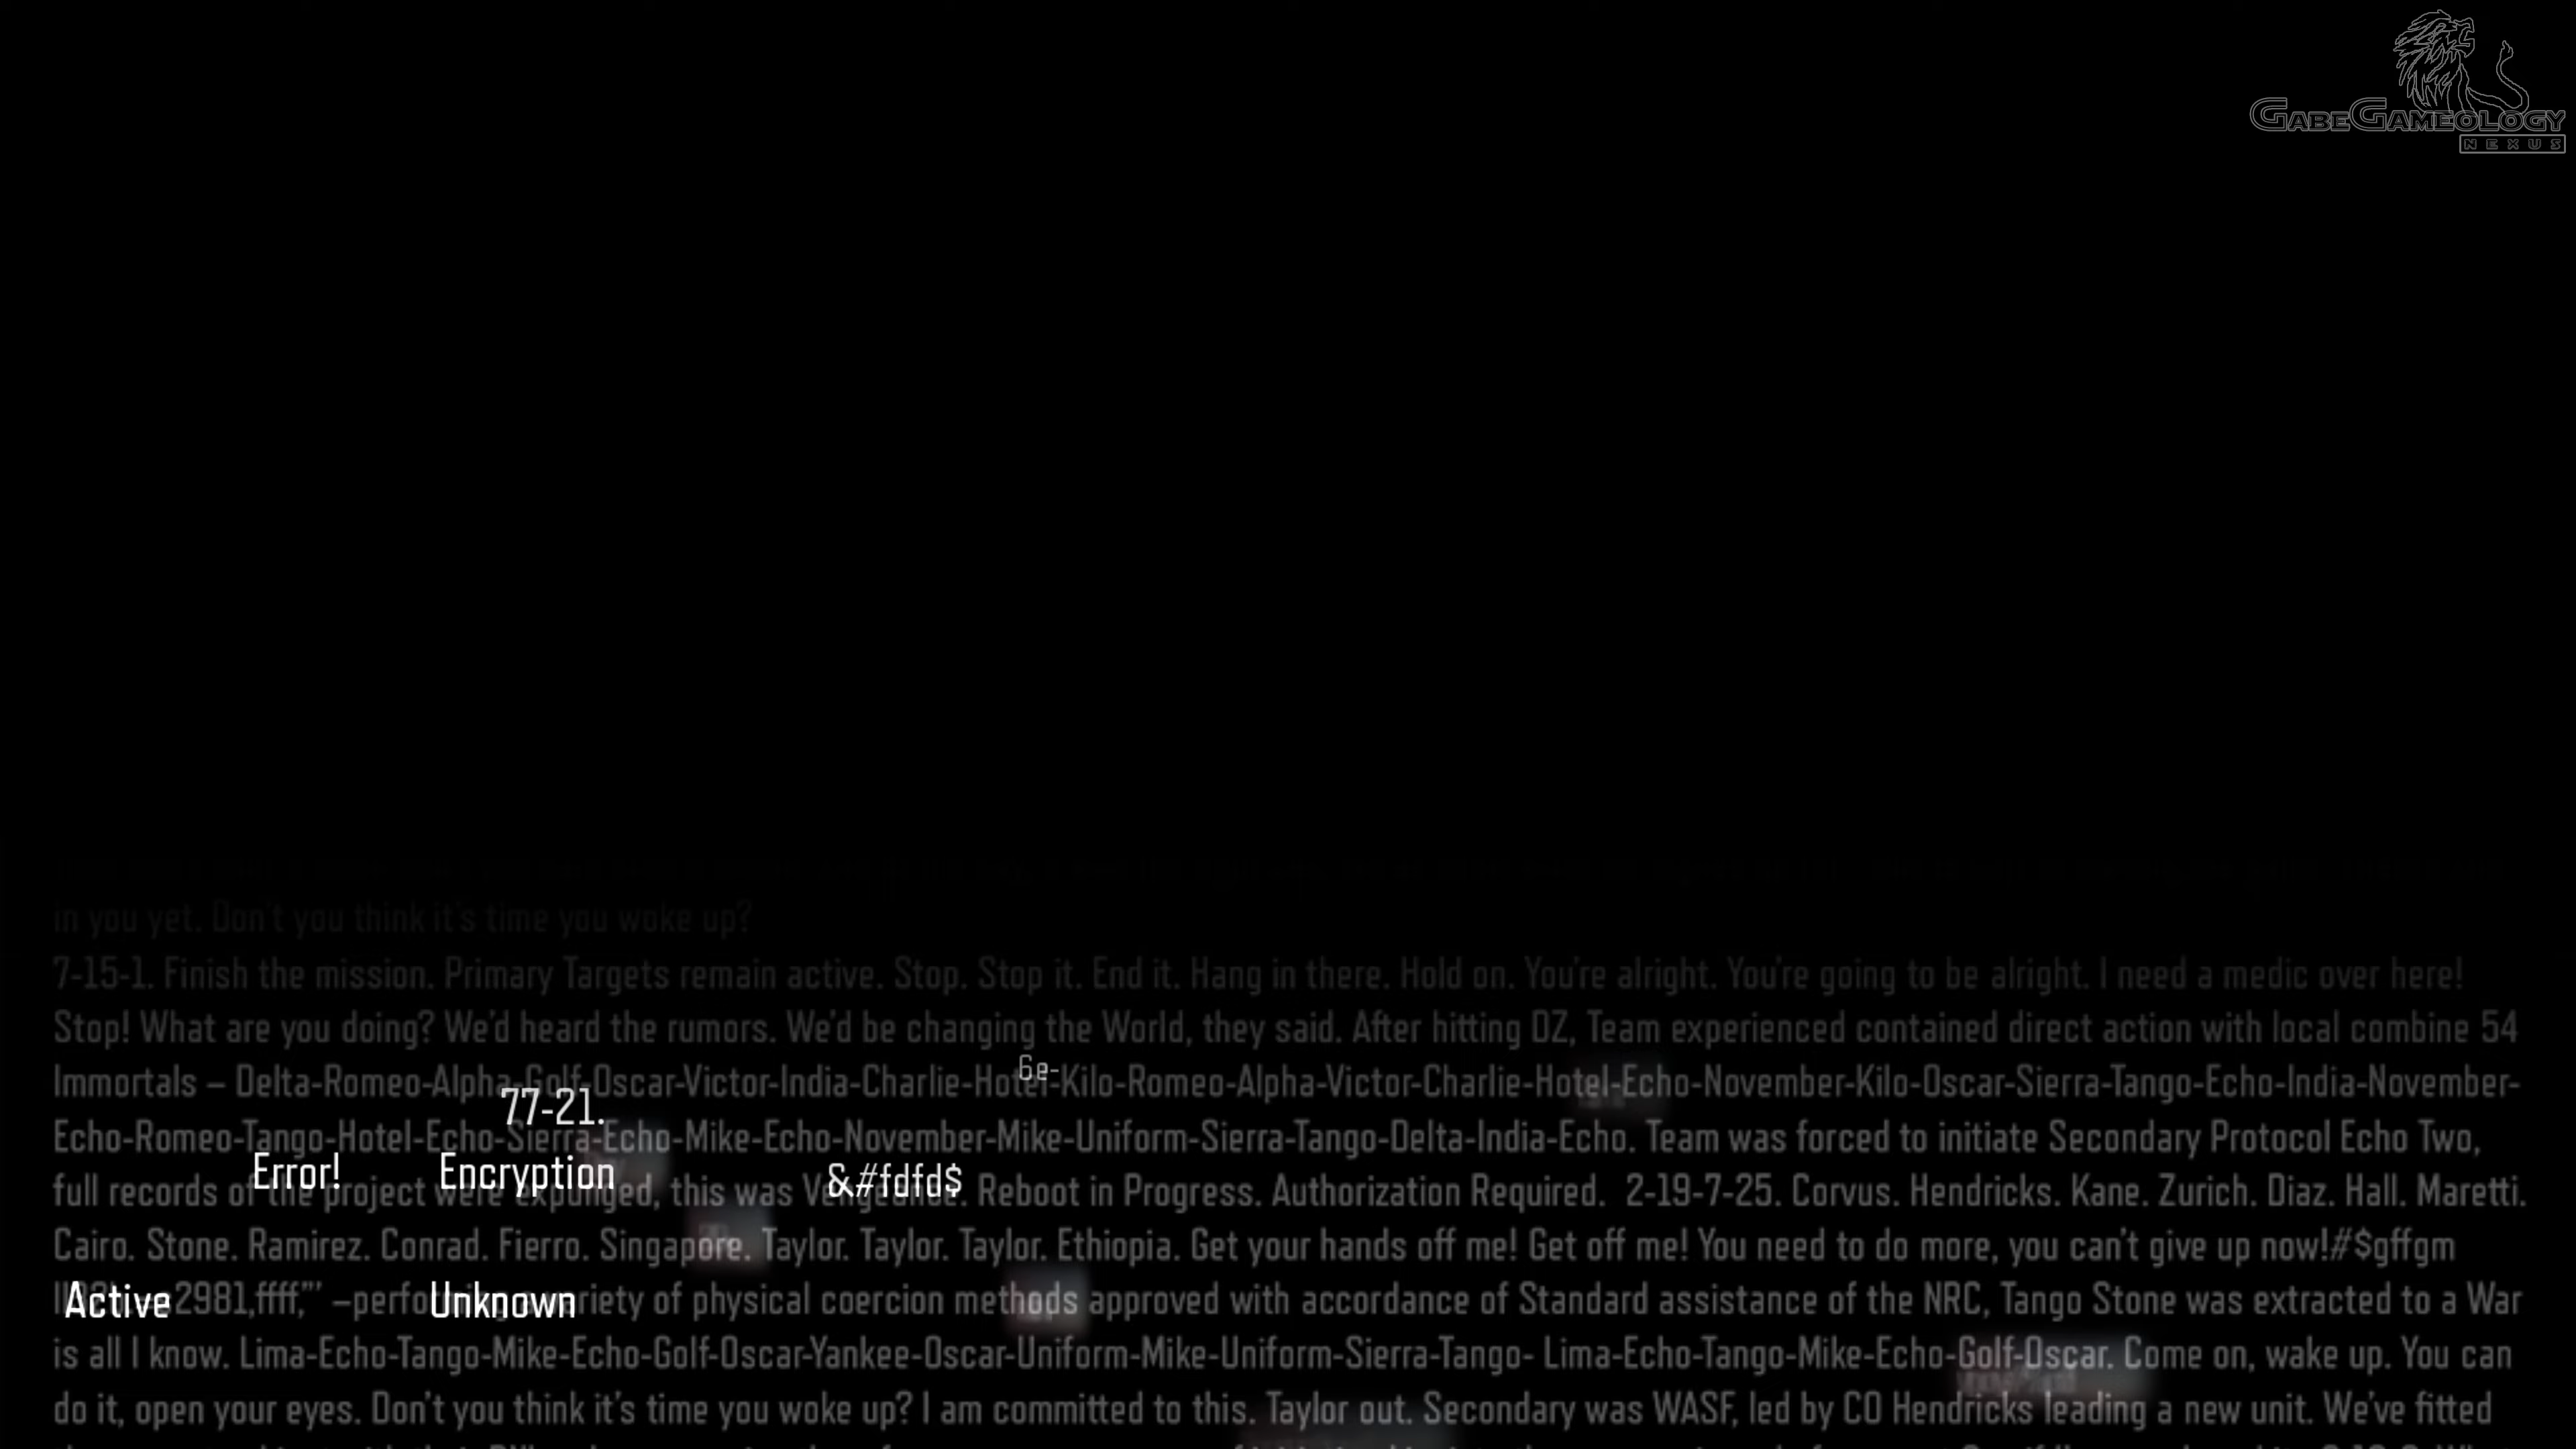 GABEGAMEOLOGY
NEXUS
in you yet. Don't you think it's time you woke up?
7-15-1. Finish the mission. Primary Targets remain active. Stop. Stop it. End it. Hang in there. Hold on. You're alright. You're going to be alright. I need a medic over here!
Stop! What are you doing? We'd heard the rumors. We'd be changing the World, they said. After hitting DZ, Team experienced contained direct action with local combine 54
6e-
Immortals – Delta-Romeo-Alpha-Golf-Oscar-Victor-India-Charlie-Hotel-Kilo-Romeo-Alpha-Victor-Charlie-Hotel-Echo-November-Kilo-Oscar-Sierra-Tango-Echo-India-November-
77-21.
Echo-Romeo-Tango-Hotel-Echo-Sierra-Echo-Mike-Echo-November-Mike-Uniform-Sierra-Tango-Delta-India-Echo. Team was forced to initiate Secondary Protocol Echo Two,
Error! Encryption &#fdfd$
full records of the project were expunged, this was Reboot in Progress. Authorization Required. 2-19-7-25. Corvus. Hendricks. Kane. Zurich. Diaz. Hall. Maretti.
Cairo. Stone. Ramirez. Conrad. Fierro. Singapore. Taylor. Taylor. Taylor. Ethiopia. Get your hands off me! Get off me! You need to do more, you can't give up now!#$gffgm
Active Unknown
2981,ffff,"' of physical coercion methods approved with accordance of Standard assistance of the NRC, Tango Stone was extracted to a War
is all I know. Lima-Echo-Tango-Mike-Echo-Golf-Oscar-Yankee-Oscar-Uniform-Mike-Uniform-Sierra-Tango- Lima-Echo-Tango-Mike-Echo-Golf-Oscar. Come on, wake up. You can
do it, open your eyes. Don't you think it's time you woke up? I am committed to this. Taylor out. Secondary was WASF, led by CO Hendricks leading a new unit. We've fitted